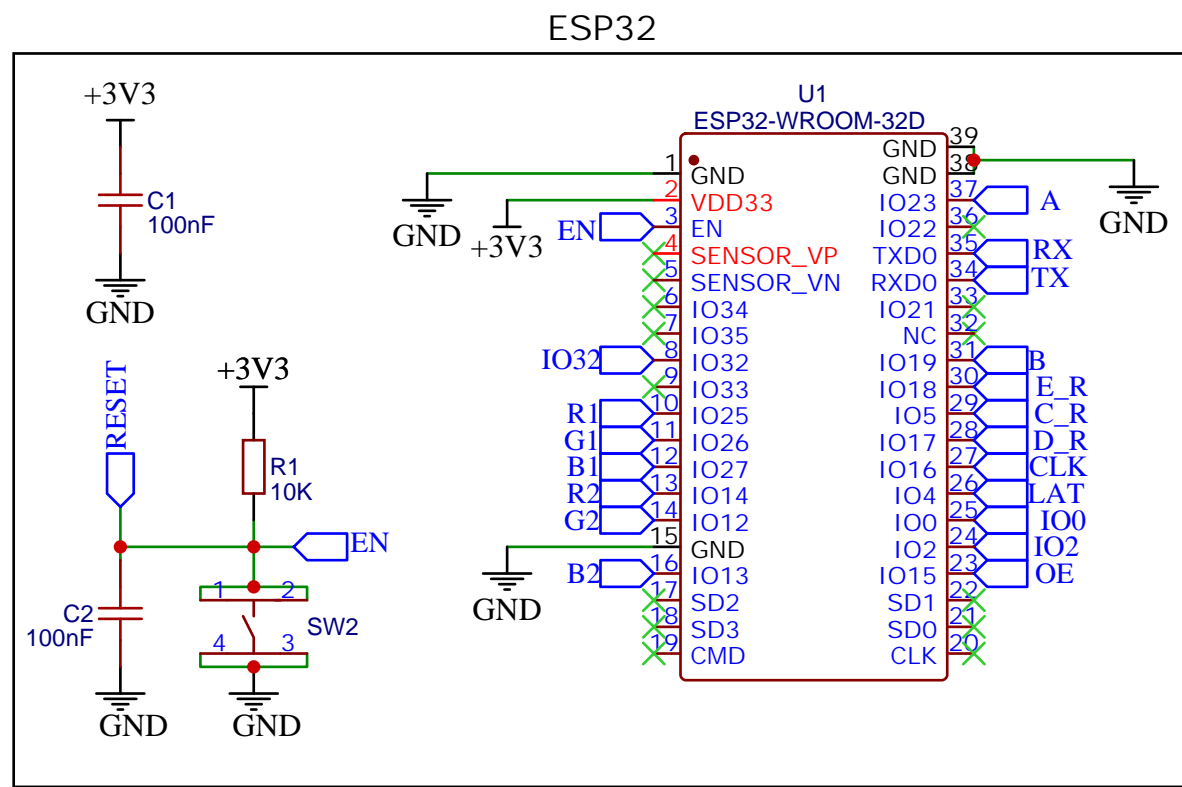 ESP32
+3V3
C1
100nF
GND
RESET
+3V3
R1
10K
EN
C2
100nF
1 2
4 3
SW2
GND
GND
U1
ESP32-WROOM-32D
GND
+3V3
EN
IO32
R1
G1
B1
R2
G2
GND
B2
1 GND
2 VDD33
3 EN
4 SENSOR_VP
5 SENSOR_VN
6 IO34
7 IO35
8 IO32
9 IO33
10 IO25
11 IO26
12 IO27
13 IO14
14 IO12
15 GND
16 IO13
17 SD2
18 SD3
19 CMD
GND 39
GND 38
IO23 37 A
IO22 36
TXD0 35 RX
RXD0 34 TX
IO21 33
NC 32
IO19 31 B
IO18 30 E_R
IO5 29 C_R
IO17 28 D_R
IO16 27 CLK
IO4 26 LAT
IO0 25 IO0
IO2 24 IO2
IO15 23 OE
SD1 22
SD0 21
CLK 20
GND